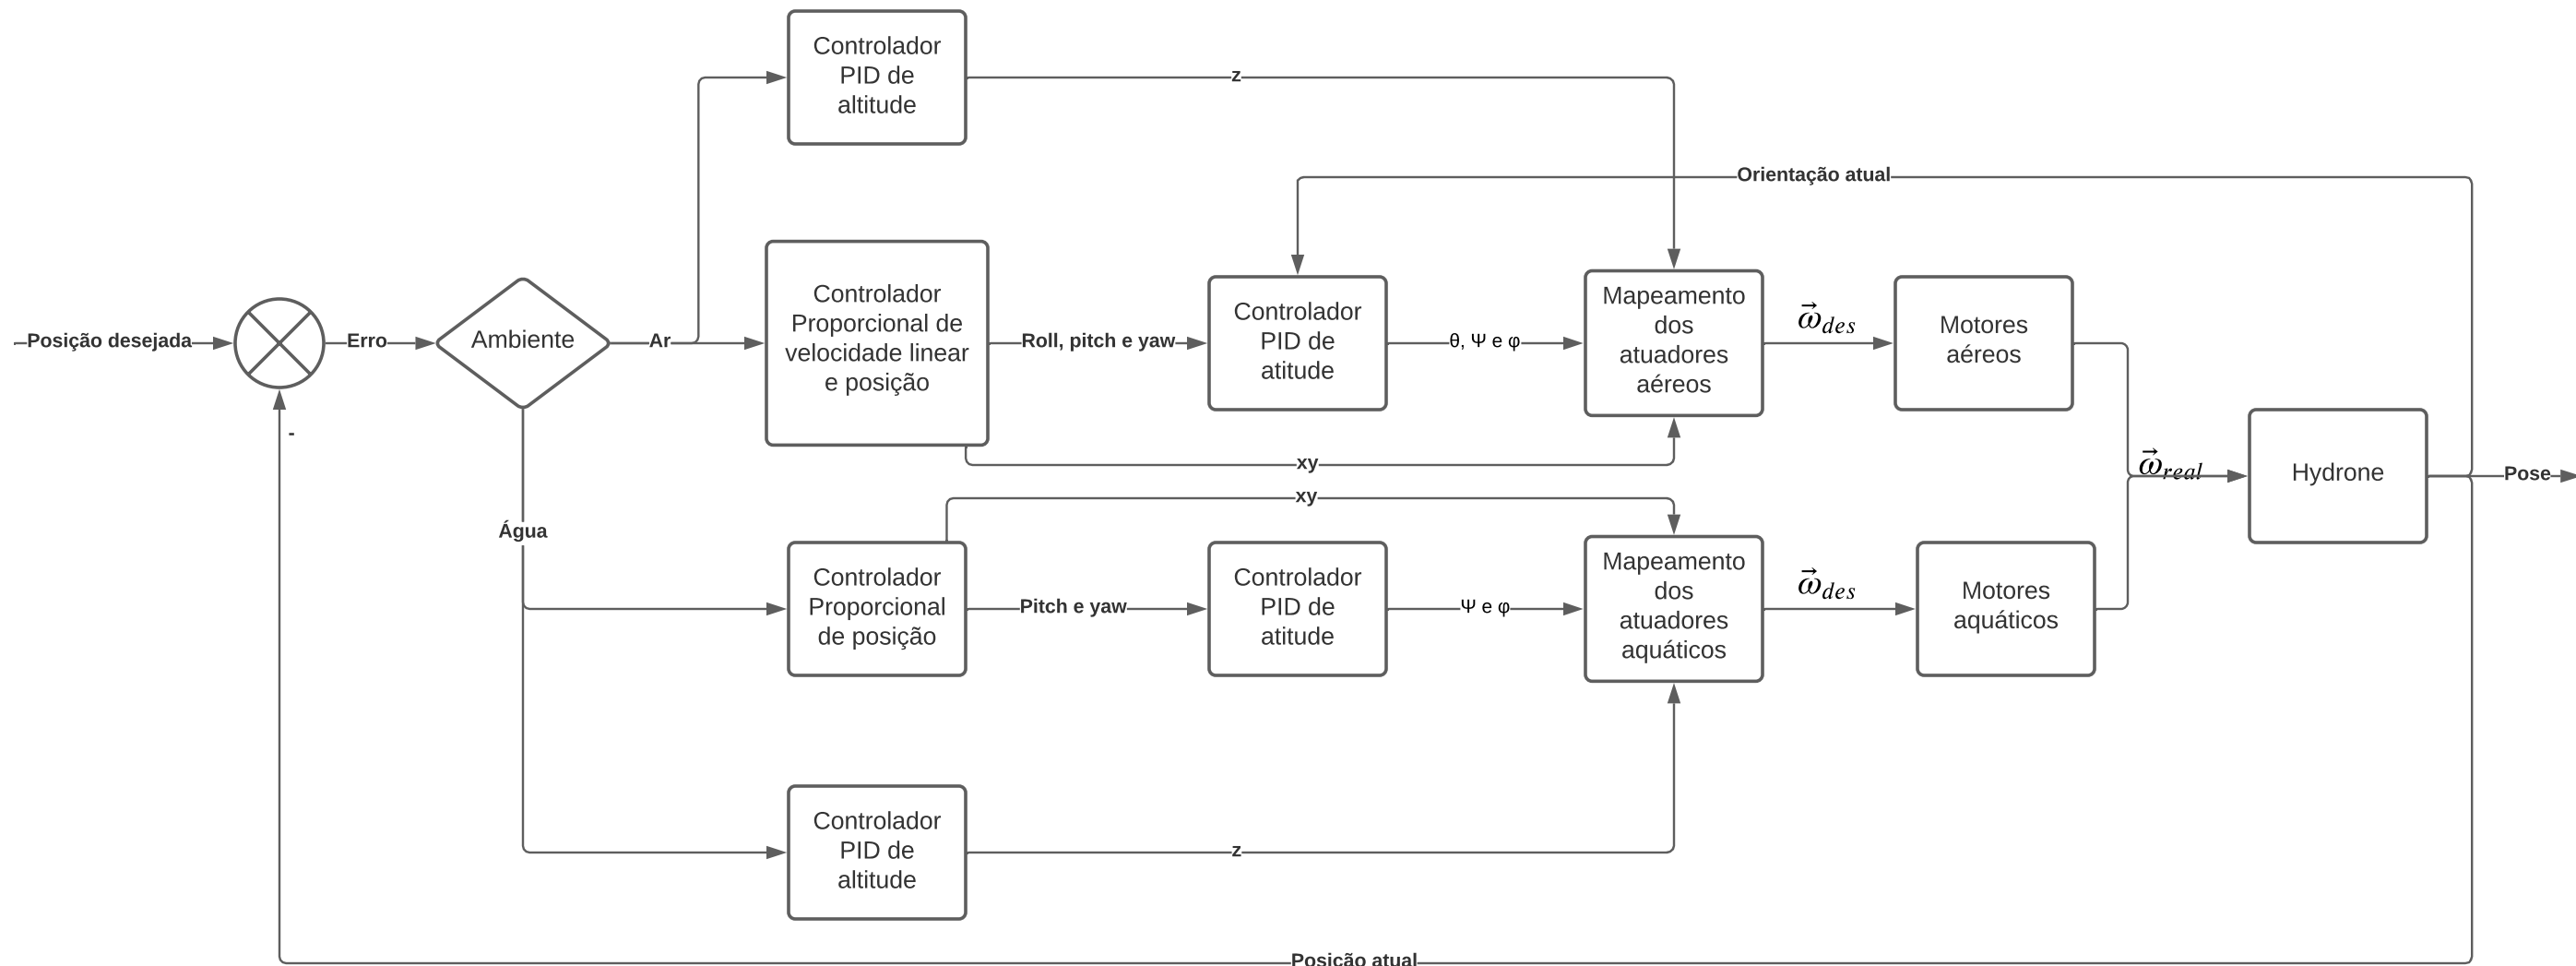 Controlador
PID de
altitude
z
Orientação atual
Posição desejada
Erro
Ambiente
Ar
Controlador
Proporcional de
velocidade linear
e posição
Roll, pitch e yaw
Controlador
PID de
atitude
θ, Ψ e φ
Mapeamento
dos
atuadores
aéreos
ω⃗des
Motores
aéreos
-
xy
ω⃗real
Hydrone
Pose
xy
Água
Controlador
Proporcional
de posição
Pitch e yaw
Controlador
PID de
atitude
Ψ e φ
Mapeamento
dos
atuadores
aquáticos
ω⃗des
Motores
aquáticos
Controlador
PID de
altitude
z
Posição atual